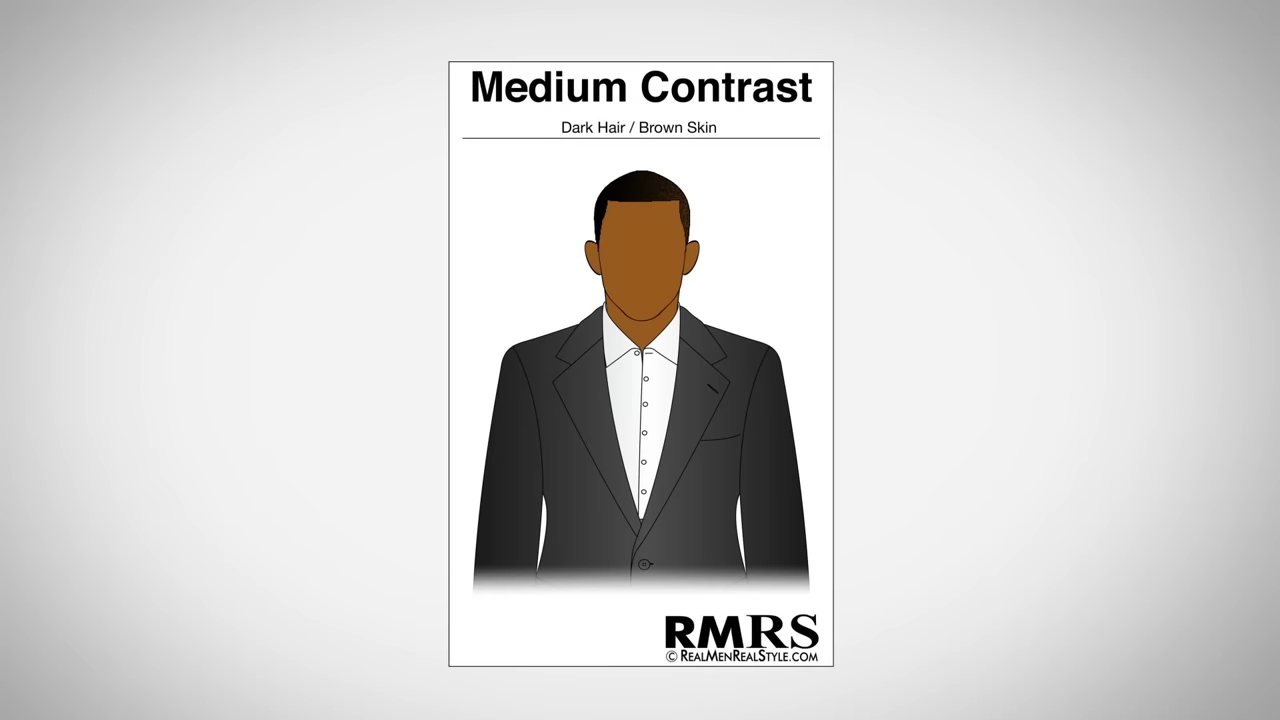 Medium Contrast
Dark Hair / Brown Skin
RMRS
© REALMENREALSTYLE.COM